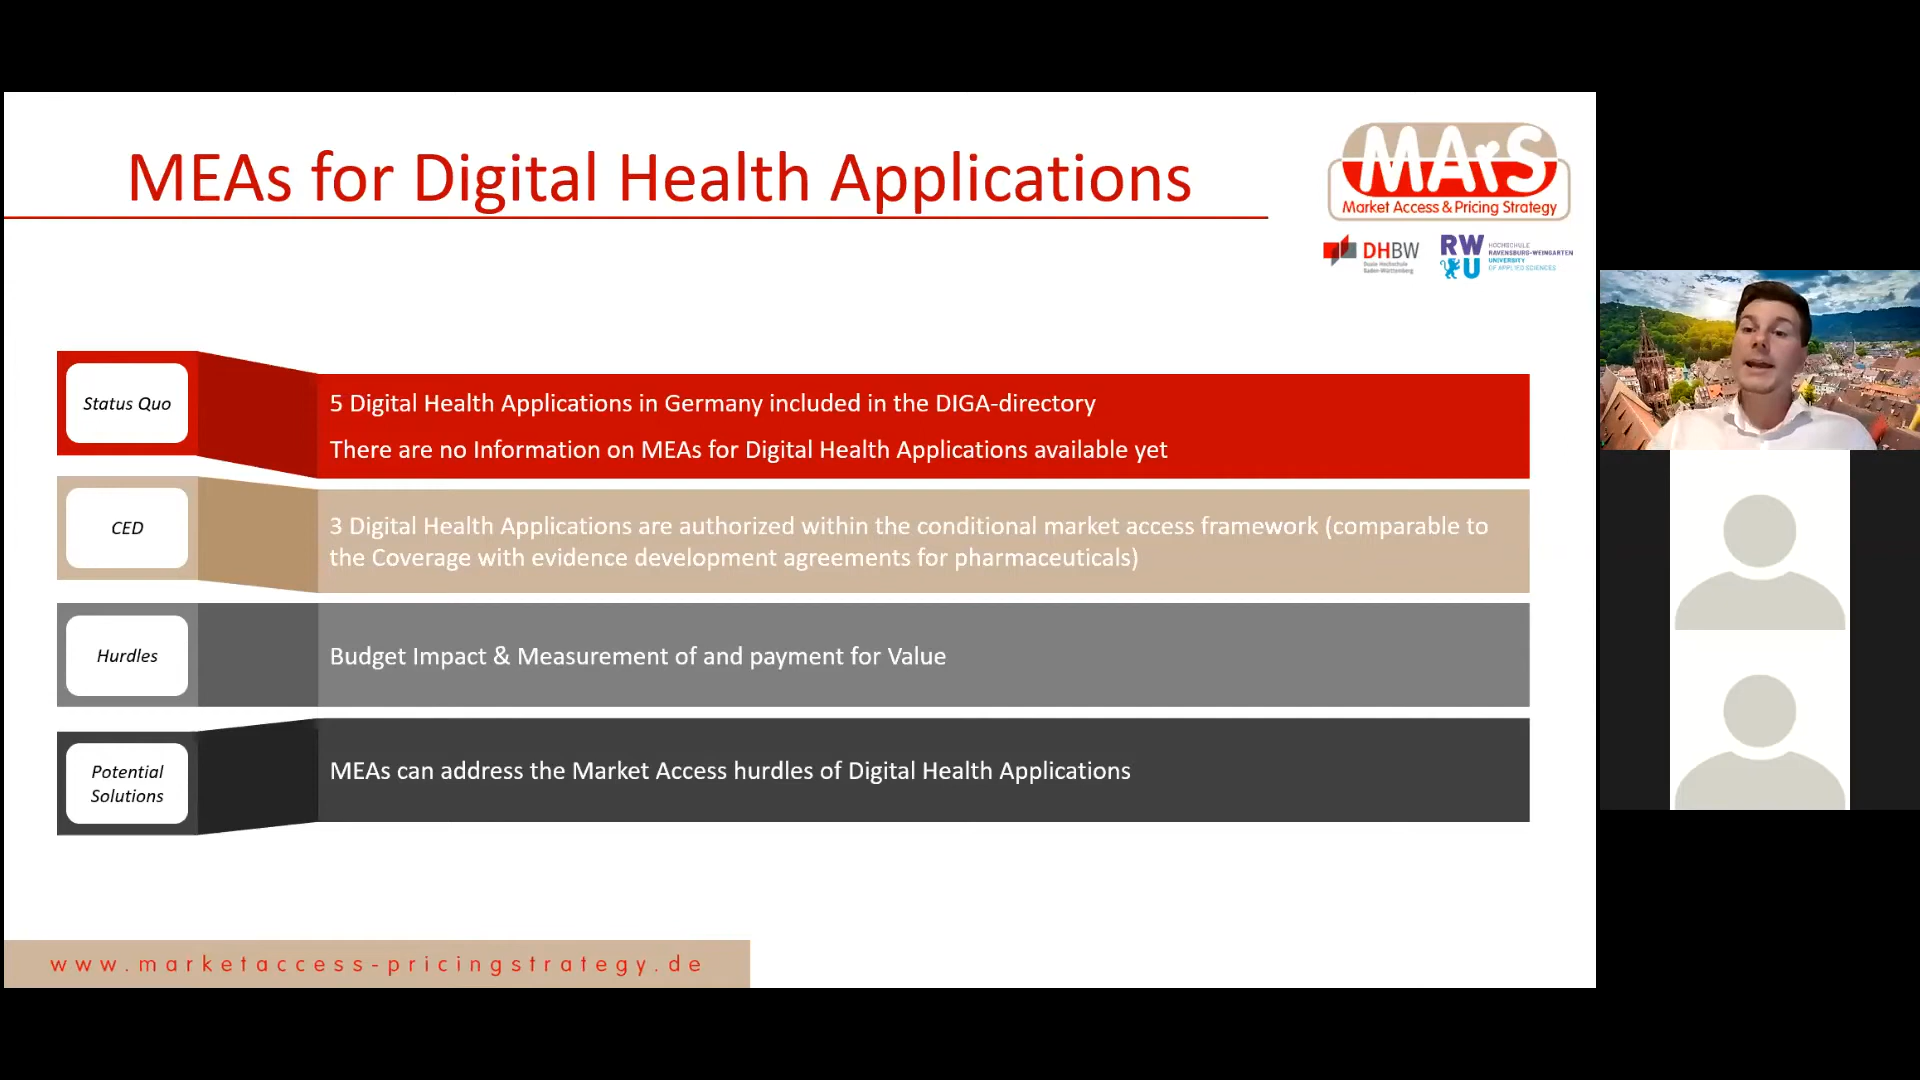 MEAs for Digital Health Applications
MArS
Market Access & Pricing Strategy
DHBW
Duale Hochschule
Baden-Württemberg
RW
U
HOCHSCHULE
RAVENSBURG-WEINGARTEN
UNIVERSITY
OF APPLIED SCIENCES
Status Quo
5 Digital Health Applications in Germany included in the DIGA-directory
There are no Information on MEAs for Digital Health Applications available yet
CED
3 Digital Health Applications are authorized within the conditional market access framework (comparable to
the Coverage with evidence development agreements for pharmaceuticals)
Hurdles
Budget Impact & Measurement of and payment for Value
Potential
Solutions
MEAs can address the Market Access hurdles of Digital Health Applications
www.marketaccess-pricingstrategy.de